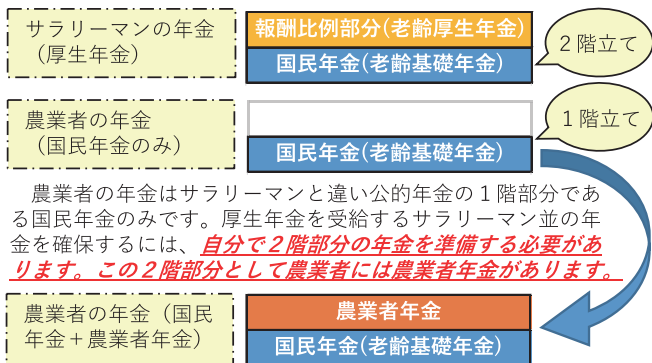 サラリーマンの年金
（厚生年金）
報酬比例部分(老齢厚生年金)
国民年金(老齢基礎年金)
２階立て
農業者の年金
（国民年金のみ）
国民年金(老齢基礎年金)
１階立て
農業者の年金はサラリーマンと違い公的年金の１階部分であ
る国民年金のみです。厚生年金を受給するサラリーマン並の年
金を確保するには、自分で２階部分の年金を準備する必要があ
ります。この２階部分として農業者には農業者年金があります。
農業者の年金（国民
年金＋農業者年金）
農業者年金
国民年金(老齢基礎年金)